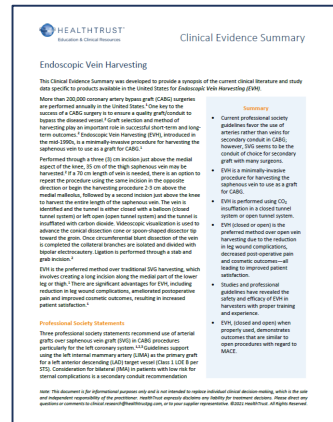 HEALTHTRUST
Education & Clinical Resources
Clinical Evidence Summary
Endoscopic Vein Harvesting
This Clinical Evidence Summary was developed to provide a synopsis of the current clinical literature and study
data specific to products available in the United States for Endoscopic Vein Harvesting (EVH).
More than 200,000 coronary artery bypass graft (CABG) surgeries
are performed annually in the United States. One key to the
success of a CABG surgery is to ensure a quality graft/conduit to
bypass the diseased vessel. Graft selection and method of
harvesting play an important role in successful short-term and long-
term outcomes. Endoscopic Vein Harvesting (EVH), introduced in
the mid-1990s, is a minimally-invasive procedure for harvesting the
saphenous vein to use as a graft for CABG.
Performed through a three (3) cm incision just above the medial
aspect of the knee, 35 cm of the thigh saphenous vein may be
harvested. If a 70 cm length of vein is needed, there is an option to
repeat the procedure using the same incision in the opposite
direction or begin the harvesting procedure 2-5 cm above the
medial malleolus, followed by a second incision just above the knee
to harvest the entire length of the saphenous vein. The vein is
identified and the tunnel is either closed with a balloon (closed
tunnel system) or left open (open tunnel system) and the tunnel is
insufflated with carbon dioxide. Videoscopic visualization is used to
advance the conical dissection cone or spoon-shaped dissector tip
toward the groin. Once circumferential blunt dissection of the vein
is completed the collateral branches are isolated and divided with
bipolar electrocautery. Ligation is performed through a stab and
grab incision.
EVH is the preferred method over traditional SVG harvesting, which
involves creating a long incision along the medial part of the lower
leg or thigh. There are significant advantages for EVH, including
reduction in leg wound complications, ameliorated postoperative
pain and improved cosmetic outcomes, resulting in increased
patient satisfaction.
Professional Society Statements
Three professional society statements recommend use of arterial
grafts over saphenous vein graft (SVG) in CABG procedures
particularly for the left coronary system. Guidelines support
using the left internal mammary artery (LIMA) as the primary graft
for a left anterior descending (LAD) target vessel (Class 1 LOE B per
STS). Consideration for bilateral (IMA) in patients with low risk for
sternal complications is a secondary conduit recommendation
Summary
• Current professional society
guidelines favor the use of
arteries rather than veins for
secondary conduit in CABG;
however, SVG seems to be the
conduit of choice for secondary
graft with many surgeons.
• EVH is a minimally-invasive
procedure for harvesting the
saphenous vein to use as a graft
for CABG.
• EVH is performed using CO2
insufflation in a closed tunnel
system or open tunnel system.
• EVH (closed or open) is the
preferred method over open vein
harvesting due to the reduction
in leg wound complications,
decreased post-operative pain
and cosmetic outcomes—all
leading to improved patient
satisfaction.
• Studies and professional
guidelines have revealed the
safety and efficacy of EVH in
harvesters with proper training
and experience.
• EVH, (closed and open) when
properly used, demonstrates
outcomes that are similar to
open procedures with regard to
MACE.
Note: This document is for informational purposes only and is not intended to replace individual clinical decision-making, which is the sole
and independent responsibility of the practitioner. HealthTrust expressly disclaims any liability for treatment decisions. Please direct any
questions or comments to clinical.research@healthtrustpg.com, or to your supplier representative. ©2021 HealthTrust. All Rights Reserved.